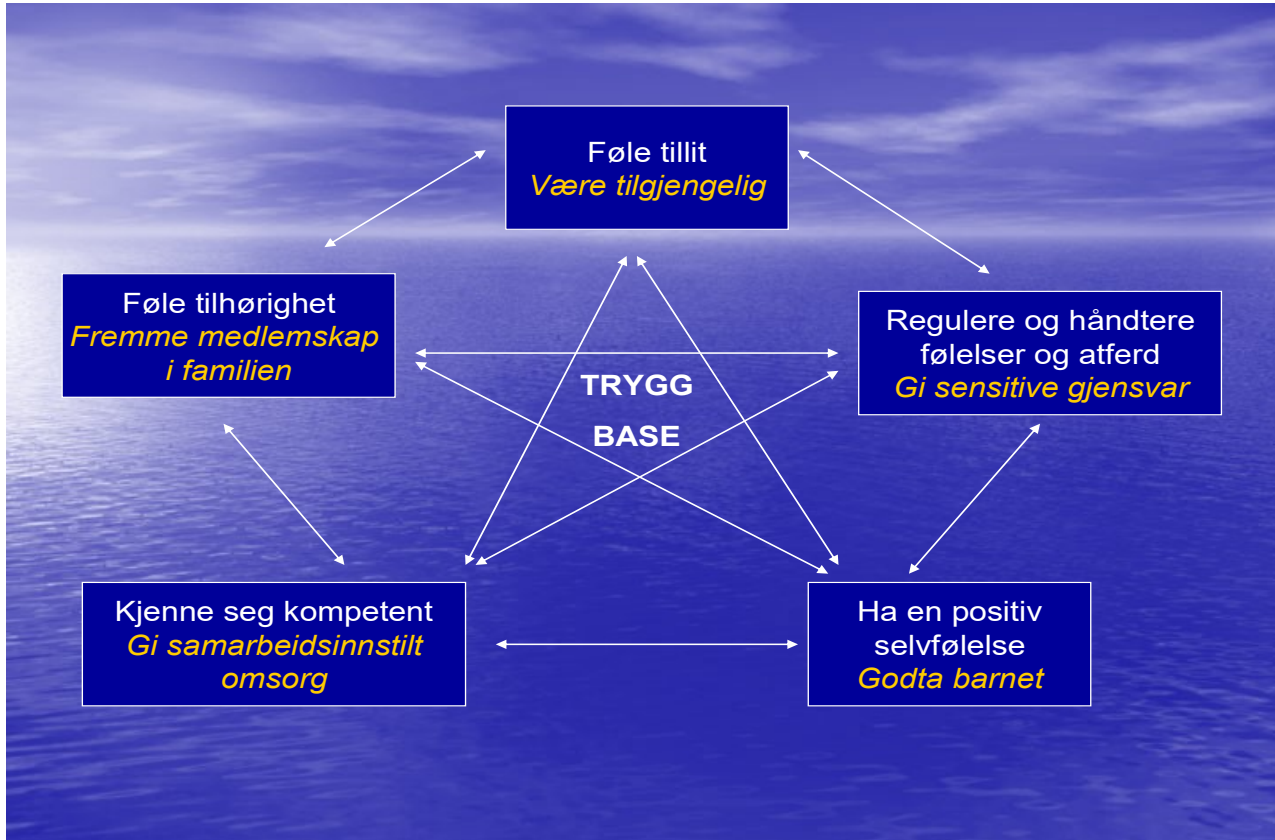 Føle tillit
Være tilgjengelig
Føle tilhørighet
Fremme medlemskap
i familien
Regulere og håndtere
følelser og atferd
Gi sensitive gjensvar
TRYGG
BASE
Kjenne seg kompetent
Gi samarbeidsinnstilt
omsorg
Ha en positiv
selvfølelse
Godta barnet